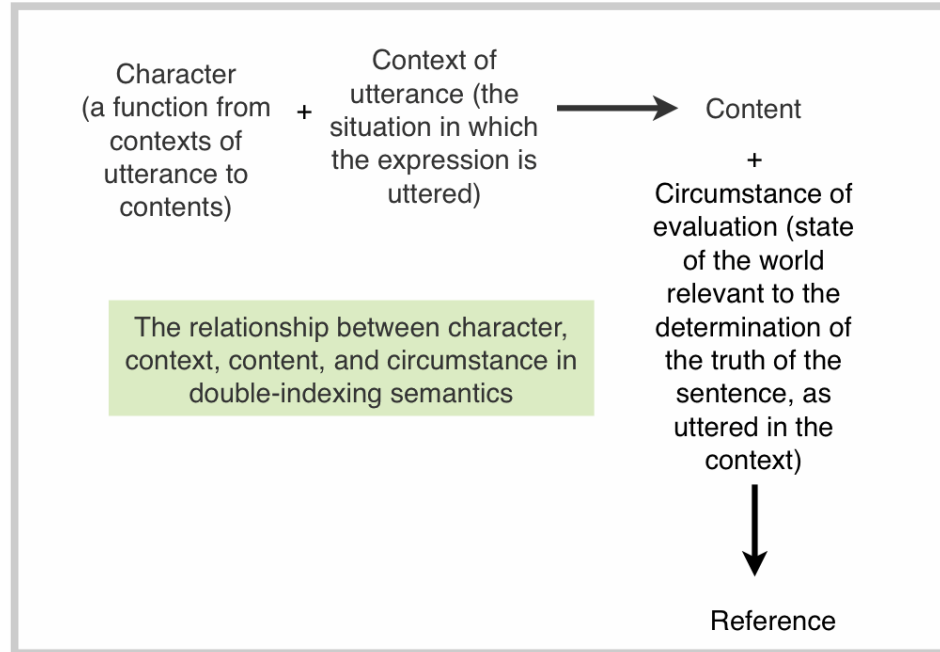 Character
(a function from
contexts of
utterance to
contents)
+
Context of
utterance (the
situation in which
the expression is
uttered)
Content
+
Circumstance of
evaluation (state
of the world
relevant to the
determination of
the truth of the
sentence, as
uttered in the
context)
The relationship between character,
context, content, and circumstance in
double-indexing semantics
Reference